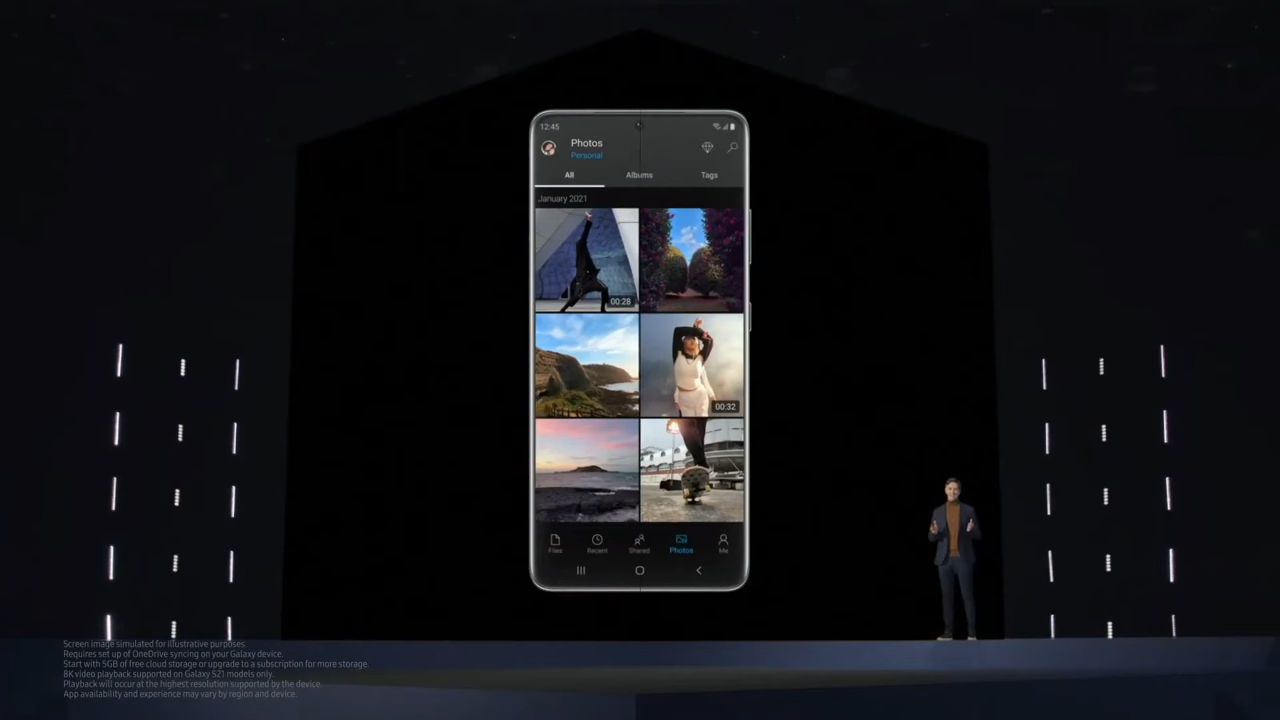 12:45
Photos
Personal
All Albums Tags
January 2021
00:28
00:32
Files Recent Shared Photos Me
Screen image simulated for illustrative purposes.
Requires set up of OneDrive syncing on your Galaxy device.
Start with 5GB of free cloud storage or upgrade to a subscription for more storage.
8K video playback supported on Galaxy S21 models only.
Playback will occur at the highest resolution supported by the device.
App availability and experience may vary by region and device.